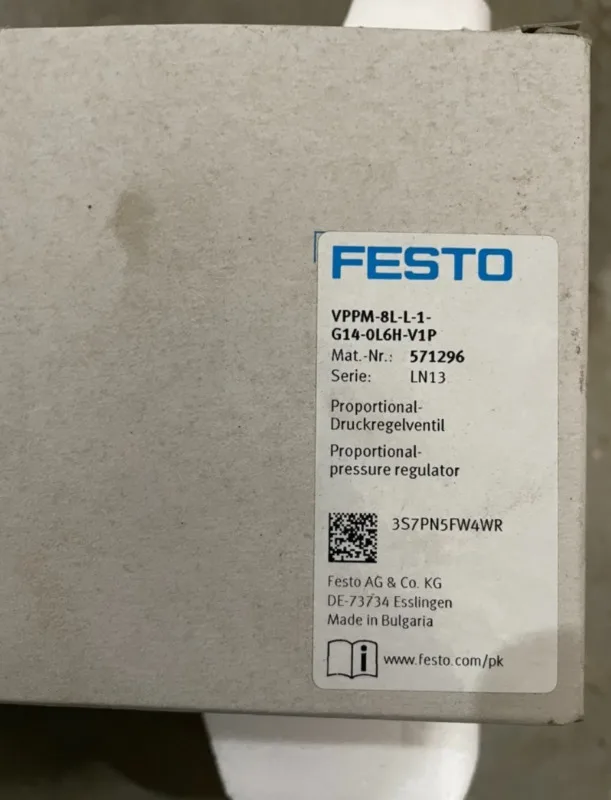 FESTO
VPPM-8L-L-1-
G14-0L6H-V1P
Mat.-Nr.: 571296
Serie: LN13
Proportional-
Druckregelventil
Proportional-
pressure regulator
3S7PN5FW4WR
Festo AG & Co. KG
DE-73734 Esslingen
Made in Bulgaria
i www.festo.com/pk